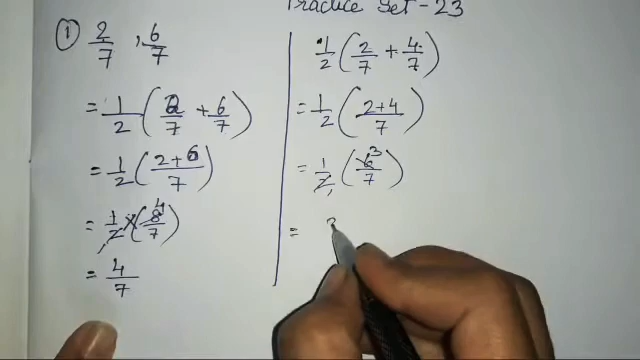 Practice Set - 23
① 2/7 , 6/7
= 1/2 (2/7 + 6/7)
= 1/2 (2+6/7)
= 1/2 × (8/7) 4
= 4/7
1/2 (2/7 + 4/7)
= 1/2 (2+4/7)
= 1/2 (6/7) 3
= 3